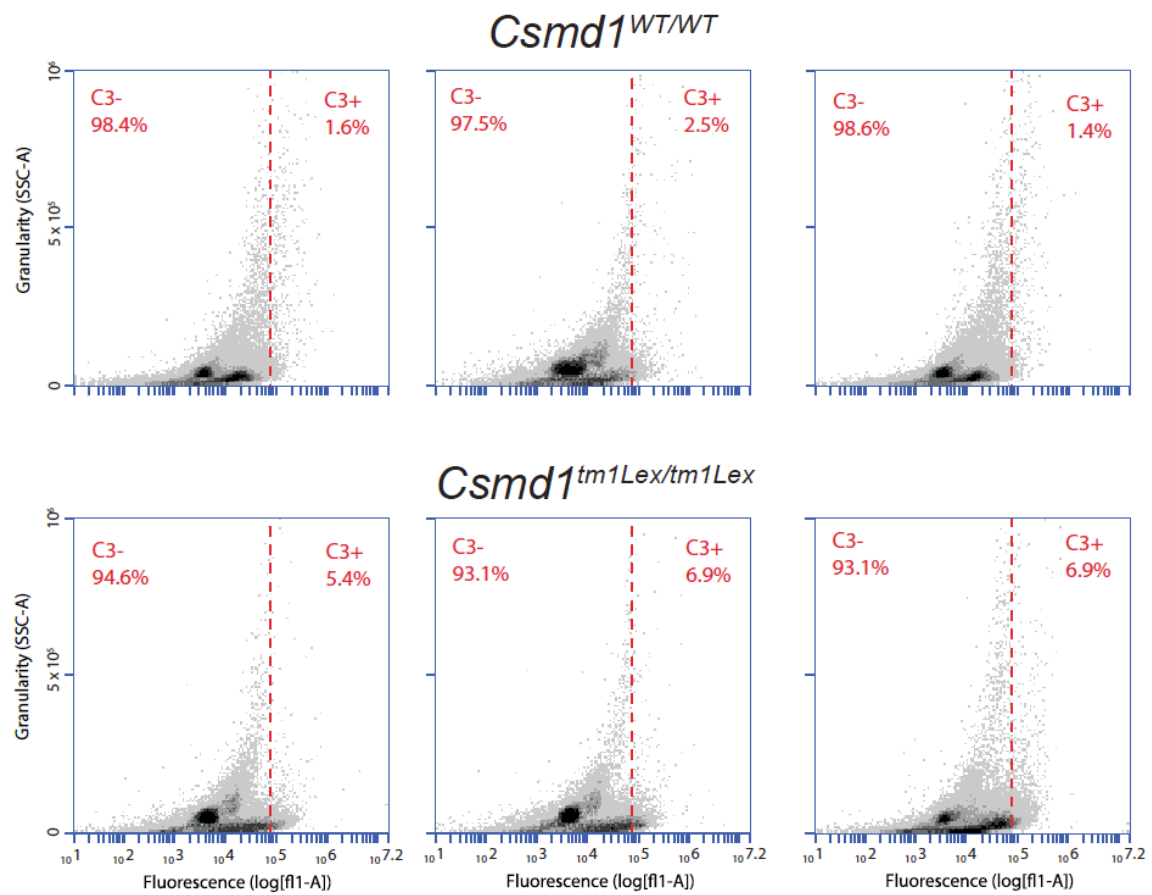 Csmd1WT/WT
10⁶
C3-
98.4%
C3+
1.6%
C3-
97.5%
C3+
2.5%
C3-
98.6%
C3+
1.4%
Granularity (SSC-A)
5 x 10⁵
0
Csmd1tm1Lex/tm1Lex
10⁶
C3-
94.6%
C3+
5.4%
C3-
93.1%
C3+
6.9%
C3-
93.1%
C3+
6.9%
Granularity (SSC-A)
5 x 10⁵
0
10¹ 10² 10³ 10⁴ 10⁵ 10⁷·²
10¹ 10² 10³ 10⁴ 10⁵ 10⁶ 10⁷·²
10¹ 10² 10³ 10⁴ 10⁵ 10⁶ 10⁷·²
Fluorescence (log[fl1-A])
Fluorescence (log[fl1-A])
Fluorescence (log[fl1-A])